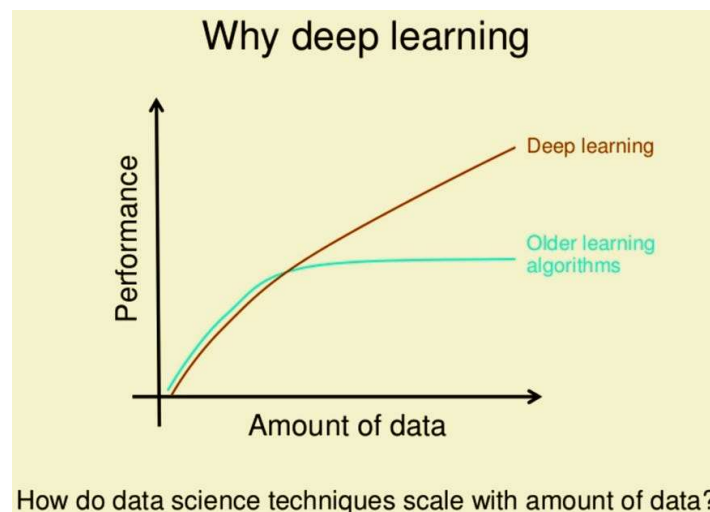 Why deep learning
Performance
Deep learning
Older learning
algorithms
Amount of data
How do data science techniques scale with amount of data?